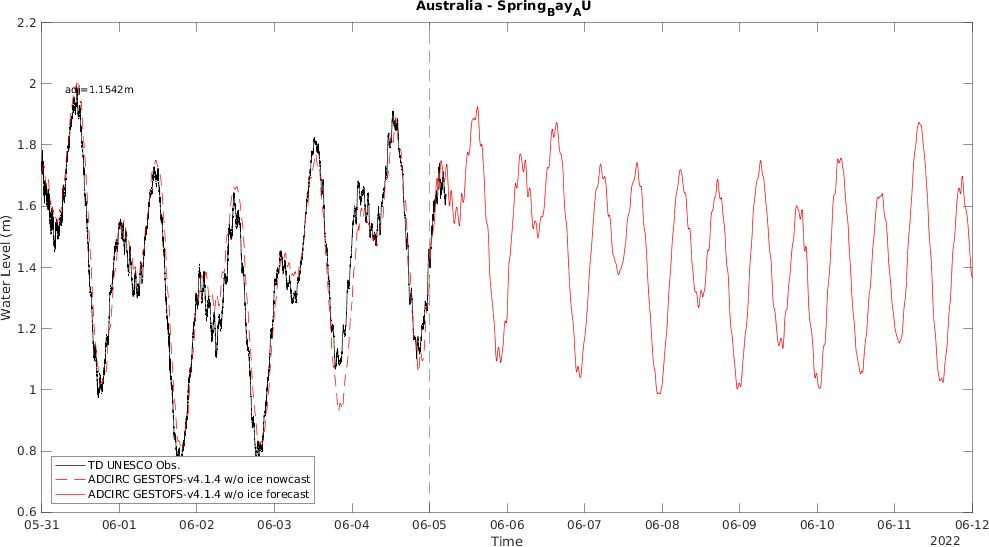 Australia - SpringBayAU
2.2
2
1.8
1.6
1.4
1.2
1
0.8
0.6
Water Level (m)
adj=1.1542m
TD UNESCO Obs.
ADCIRC GESTOFS-v4.1.4 w/o ice nowcast
ADCIRC GESTOFS-v4.1.4 w/o ice forecast
05-31 06-01 06-02 06-03 06-04 06-05 06-06 06-07 06-08 06-09 06-10 06-11 06-12
Time
2022